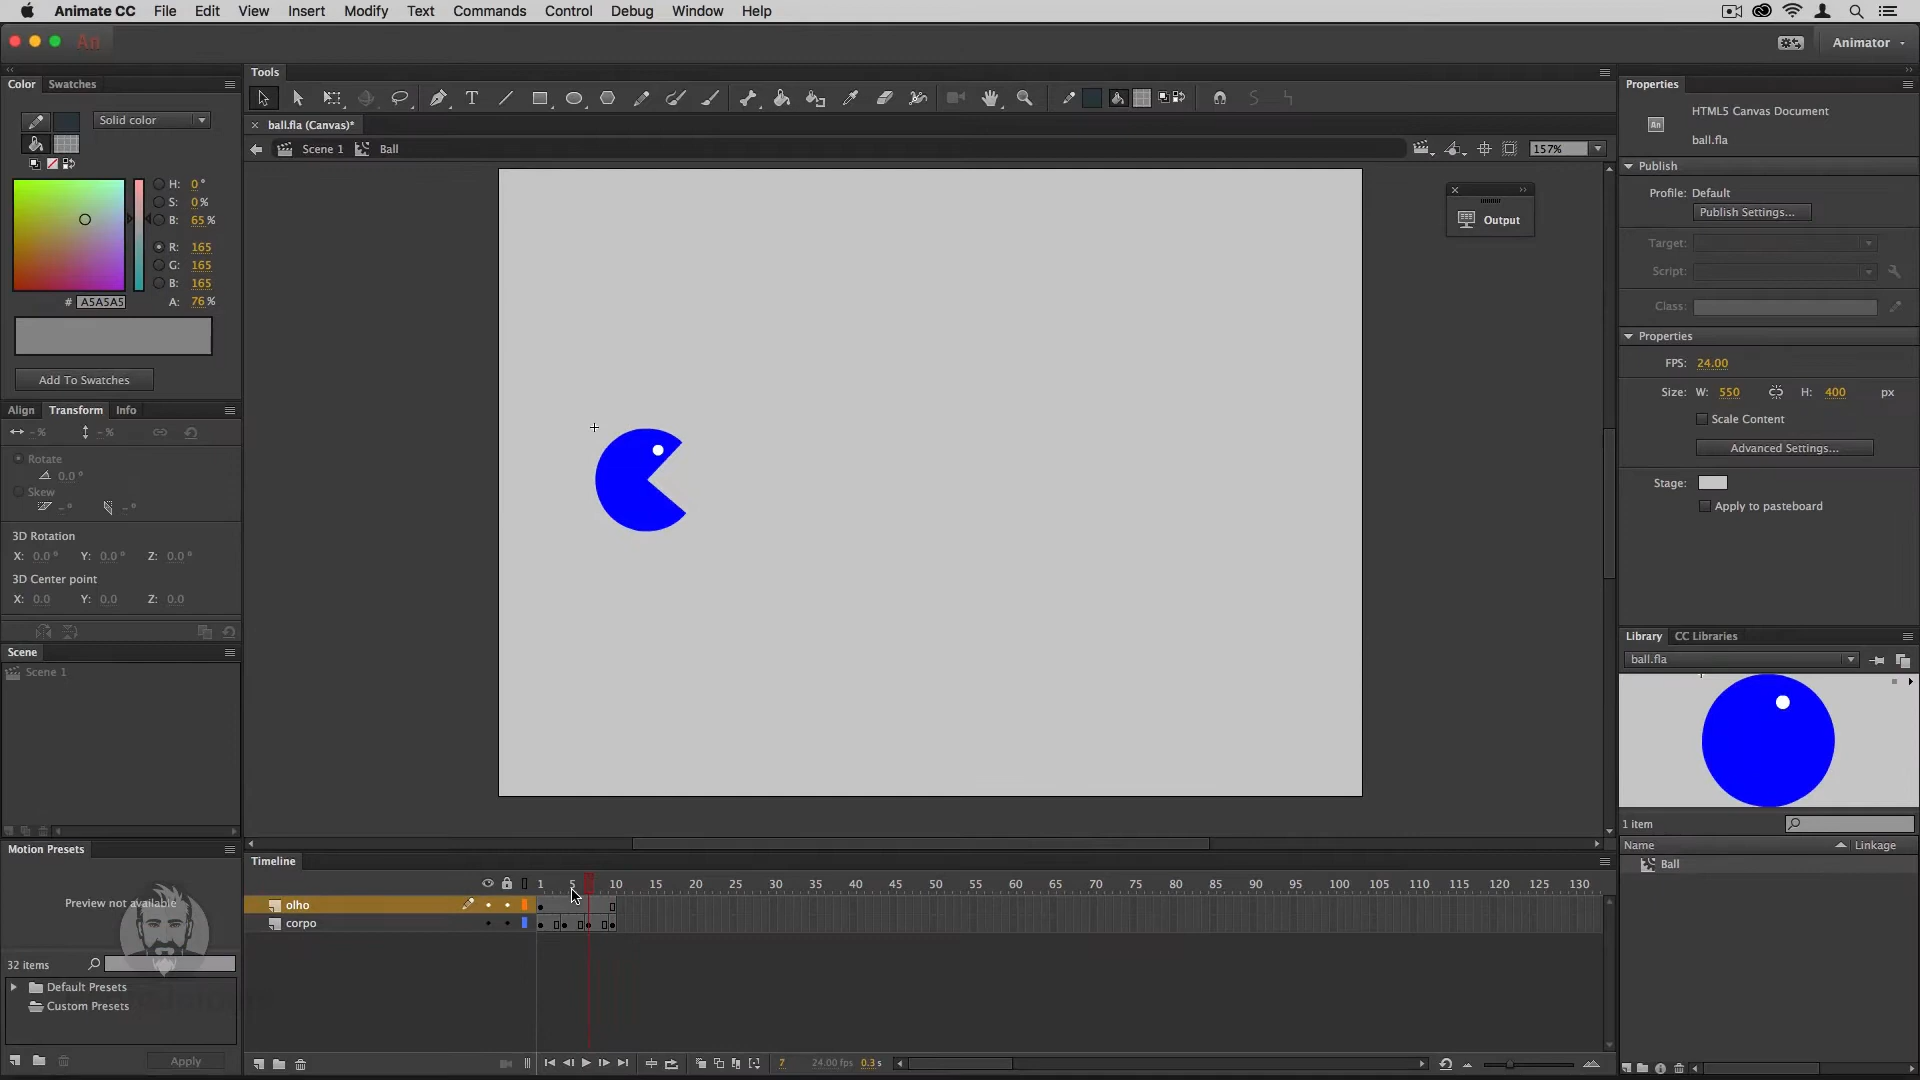 Animate CC File Edit View Insert Modify Text Commands Control Debug Window Help
An Animator
Color Swatches
Solid color
H: 0 °
S: 0 %
B: 65 %
R: 165
G: 165
B: 165
# A5A5A5 A: 76 %
Add To Swatches
Align Transform Info
-% -%
Rotate
0.0 °
Skew
-° -°
3D Rotation
X: 0.0 ° Y: 0.0 ° Z: 0.0 °
3D Center point
X: 0.0 Y: 0.0 Z: 0.0
Scene
Scene 1
Motion Presets
Preview not available
32 items
Default Presets
Custom Presets
Apply
Tools
ball.fla (Canvas)*
Scene 1 Ball 157%
Output
Timeline
1 5 10 15 20 25 30 35 40 45 50 55 60 65 70 75 80 85 90 95 100 105 110 115 120 125 130
olho
corpo
7 24.00 fps 0.3 s
Properties
HTML5 Canvas Document
An
ball.fla
Publish
Profile: Default
Publish Settings...
Target:
Script:
Class:
Properties
FPS: 24.00
Size: W: 550 H: 400 px
Scale Content
Advanced Settings...
Stage:
Apply to pasteboard
Library CC Libraries
ball.fla
1 item
Name Linkage
Ball